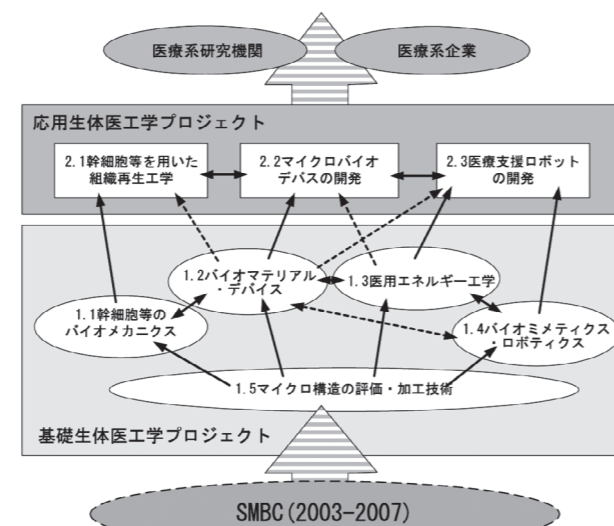 医療系研究機関
医療系企業
応用生体医工学プロジェクト
2.1幹細胞等を用いた
組織再生工学
2.2マイクロバイオ
デバスの開発
2.3医療支援ロボット
の開発
1.2バイオマテリアル
・デバイス
1.3医用エネルギー工学
1.1幹細胞等の
バイオメカニクス
1.4バイオミメティクス
・ロボティクス
1.5マイクロ構造の評価・加工技術
基礎生体医工学プロジェクト
SMBC(2003-2007)